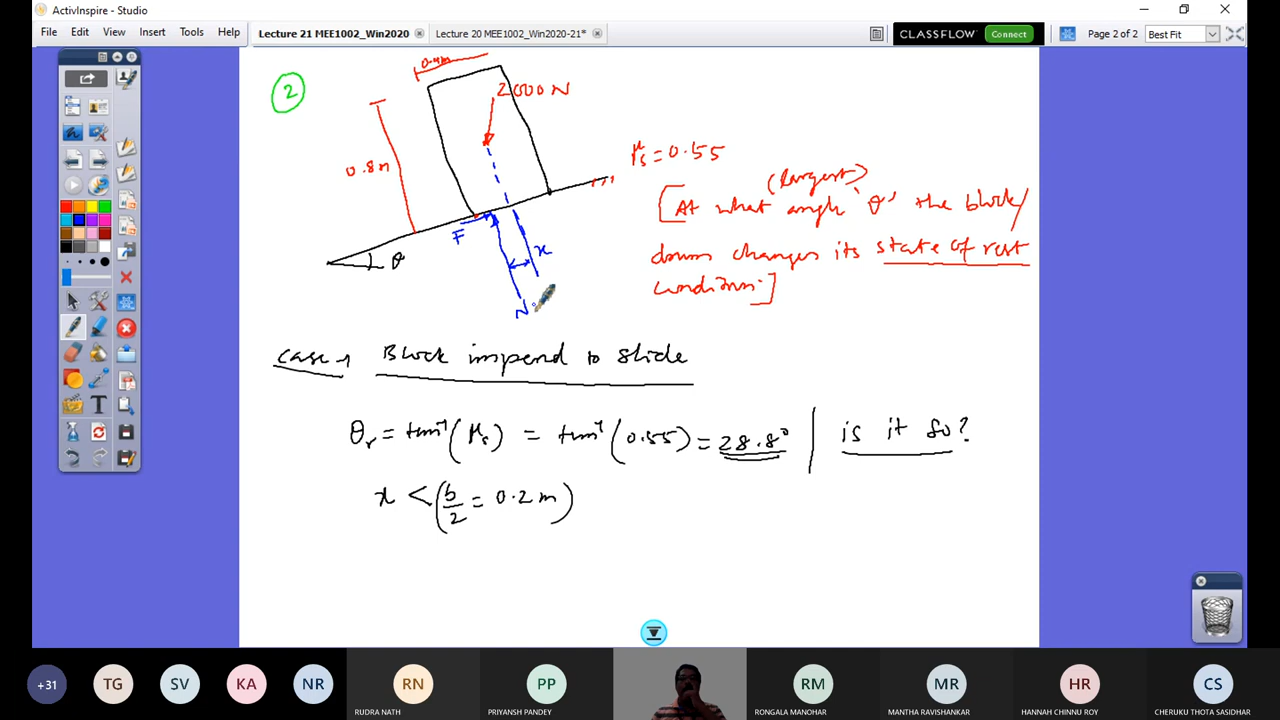 ActivInspire - Studio
File Edit View Insert Tools Help
Lecture 21 MEE1002_Win2020
Lecture 20 MEE1002_Win2020-21*
CLASSFLOW Connect
Page 2 of 2 Best Fit
2
0.4m
2000 N
0.8m
μs = 0.55
(largest)
[At what angle 'θ' the block/
drum changes its state of rest
condition.]
F
x
θ
N
Case-1 Block impend to slide
θr = tan⁻¹(μs) = tan⁻¹(0.55) = 28.8° | is it so?
x < (b/2 = 0.2 m)
+31 TG SV KA NR RN PP RM MR HR CS
RUDRA NATH PRIYANSH PANDEY RONGALA MANOHAR MANTHA RAVISHANKAR HANNAH CHINNU ROY CHERUKU THOTA SASIDHAR